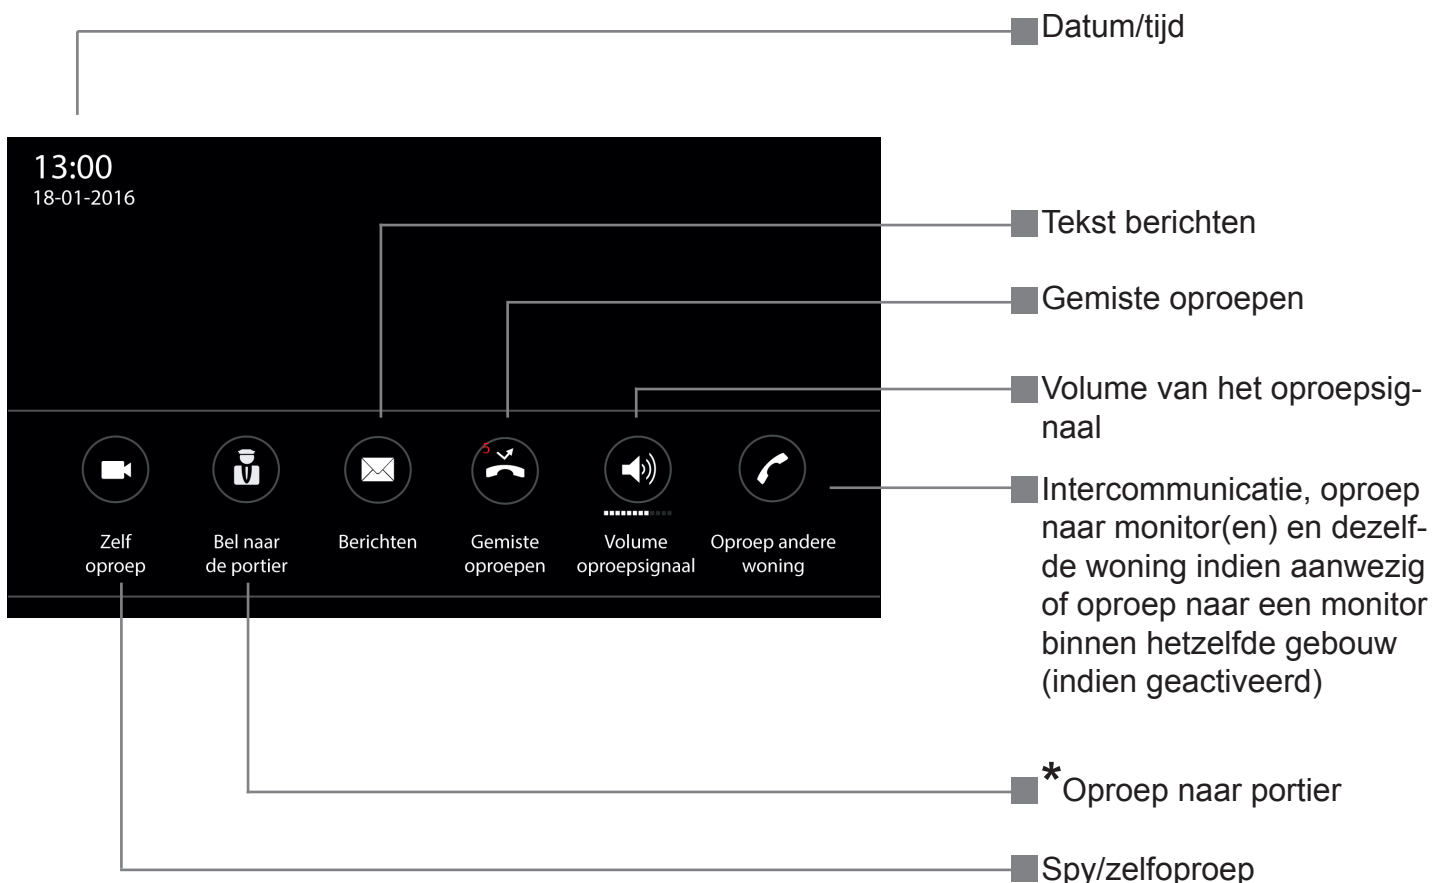 Datum/tijd
13:00
18-01-2016
Tekst berichten
Gemiste oproepen
Volume van het oproepsig-
naal
Intercommunicatie, oproep
naar monitor(en) en dezelf-
de woning indien aanwezig
of oproep naar een monitor
binnen hetzelfde gebouw
(indien geactiveerd)
5
Zelf
oproep
Bel naar
de portier
Berichten
Gemiste
oproepen
Volume
oproepsignaal
Oproep andere
woning
*Oproep naar portier
Spy/zelfoproep